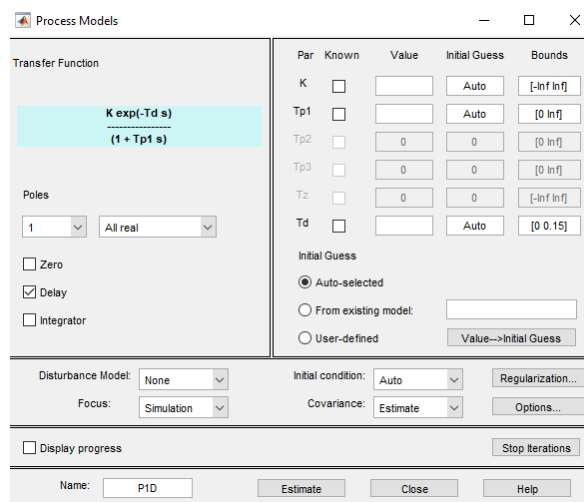 Process Models
Transfer Function
K exp(-Td s)
----------------
(1 + Tp1 s)
Poles
1 All real
Zero
Delay
Integrator
Par Known Value Initial Guess Bounds
K Auto [-Inf Inf]
Tp1 Auto [0 Inf]
Tp2 0 0 [0 Inf]
Tp3 0 0 [0 Inf]
Tz 0 0 [-Inf Inf]
Td Auto [0 0.15]
Initial Guess
Auto-selected
From existing model:
User-defined Value-->Initial Guess
Disturbance Model: None Initial condition: Auto Regularization...
Focus: Simulation Covariance: Estimate Options...
Display progress Stop Iterations
Name: P1D Estimate Close Help